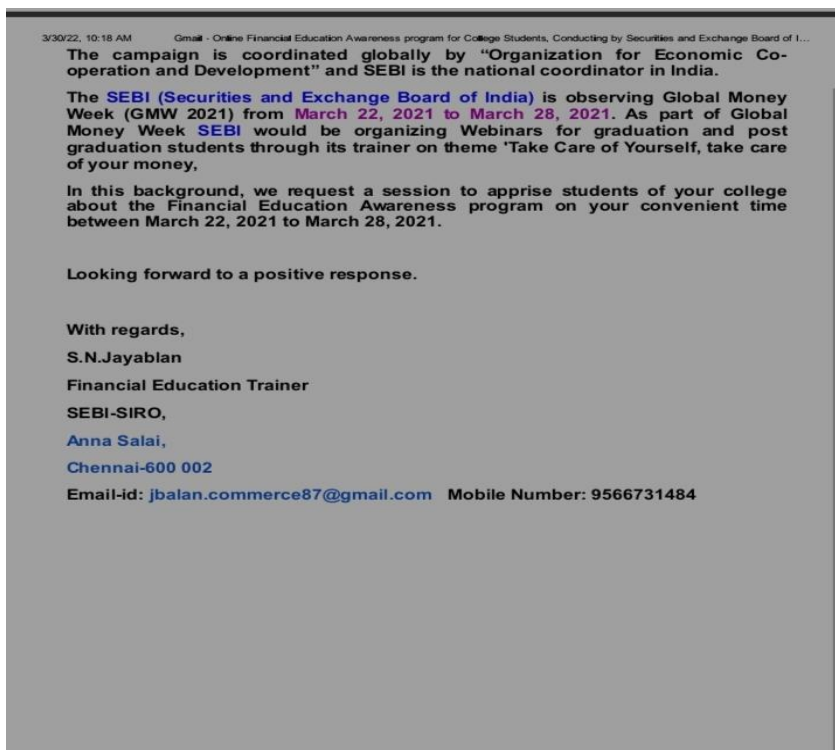 3/30/22, 10:18 AM Gmail - Online Financial Education Awareness program for College Students, Conducting by Securities and Exchange Board of I...
The campaign is coordinated globally by “Organization for Economic Co-
operation and Development” and SEBI is the national coordinator in India.
The SEBI (Securities and Exchange Board of India) is observing Global Money
Week (GMW 2021) from March 22, 2021 to March 28, 2021. As part of Global
Money Week SEBI would be organizing Webinars for graduation and post
graduation students through its trainer on theme 'Take Care of Yourself, take care
of your money,
In this background, we request a session to apprise students of your college
about the Financial Education Awareness program on your convenient time
between March 22, 2021 to March 28, 2021.
Looking forward to a positive response.
With regards,
S.N.Jayablan
Financial Education Trainer
SEBI-SIRO,
Anna Salai,
Chennai-600 002
Email-id: jbalan.commerce87@gmail.com Mobile Number: 9566731484